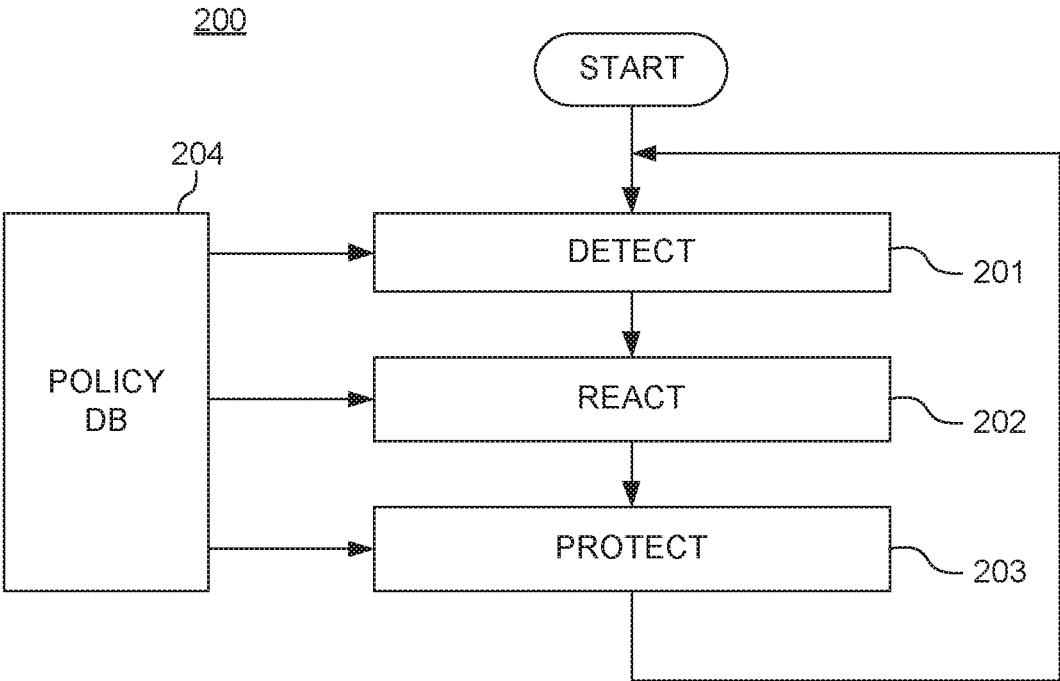 200
START
204
DETECT
201
POLICY
DB
REACT
202
PROTECT
203